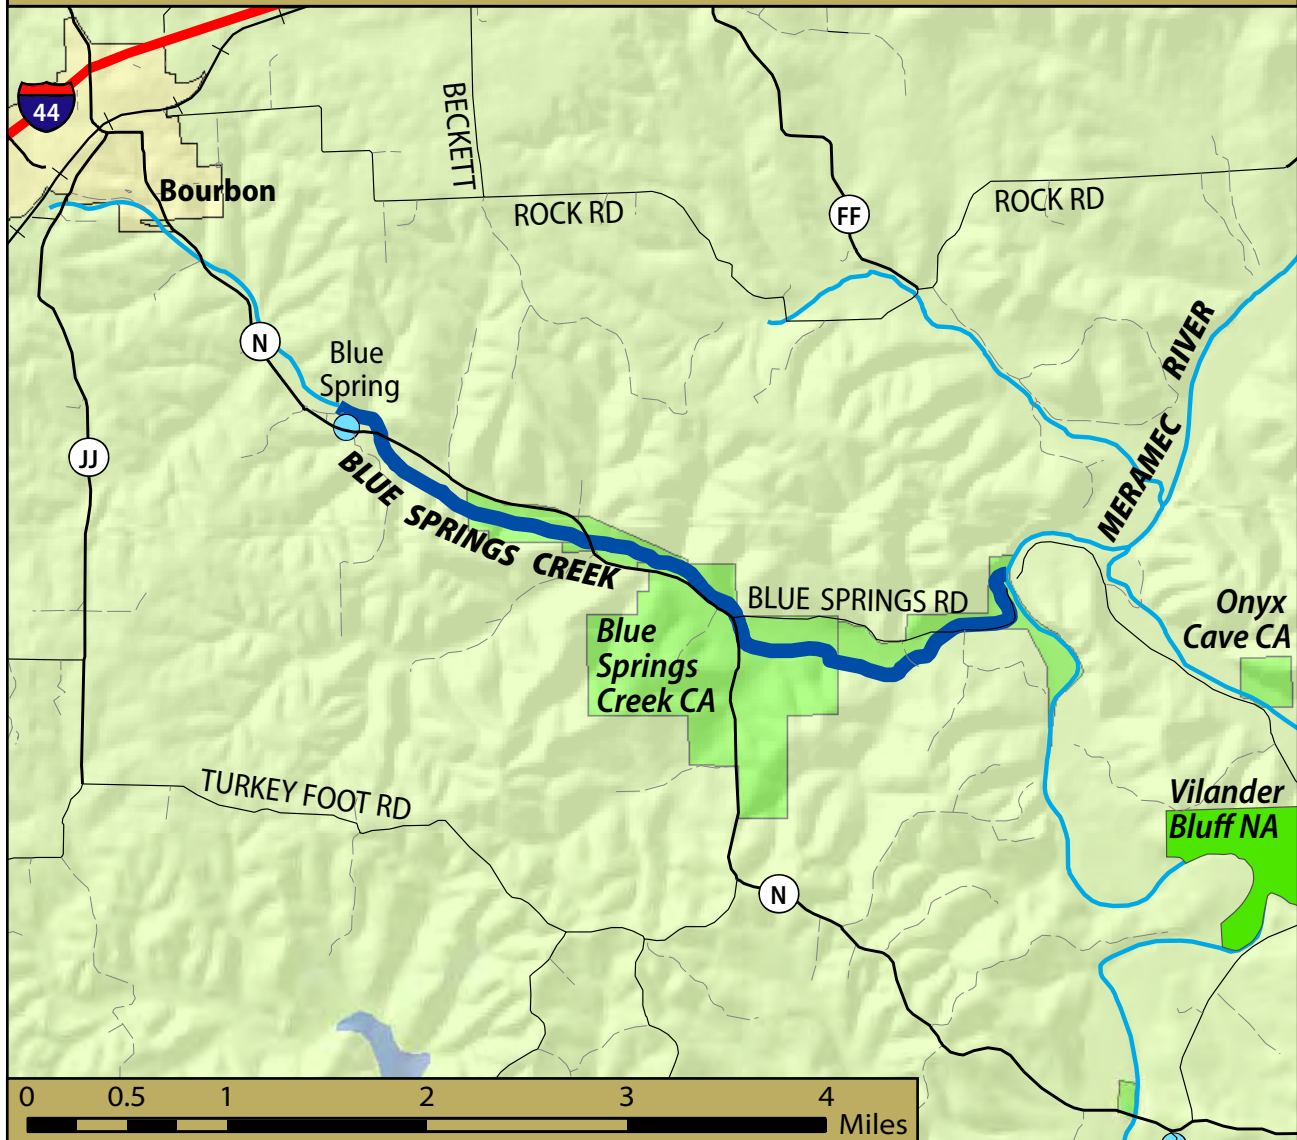 44
BECKETT
Bourbon
ROCK RD
FF
ROCK RD
N
Blue
Spring
MERAMEC RIVER
JJ
BLUE SPRINGS CREEK
BLUE SPRINGS RD
Onyx
Cave CA
Blue
Springs
Creek CA
TURKEY FOOT RD
Vilander
Bluff NA
N
0 0.5 1 2 3 4
Miles